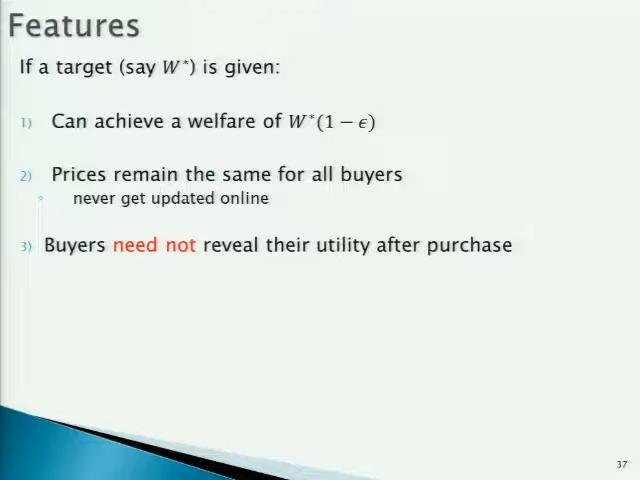 Features
If a target (say W*) is given:
1) Can achieve a welfare of W*(1 − ϵ)
2) Prices remain the same for all buyers
◦ never get updated online
3) Buyers need not reveal their utility after purchase
37